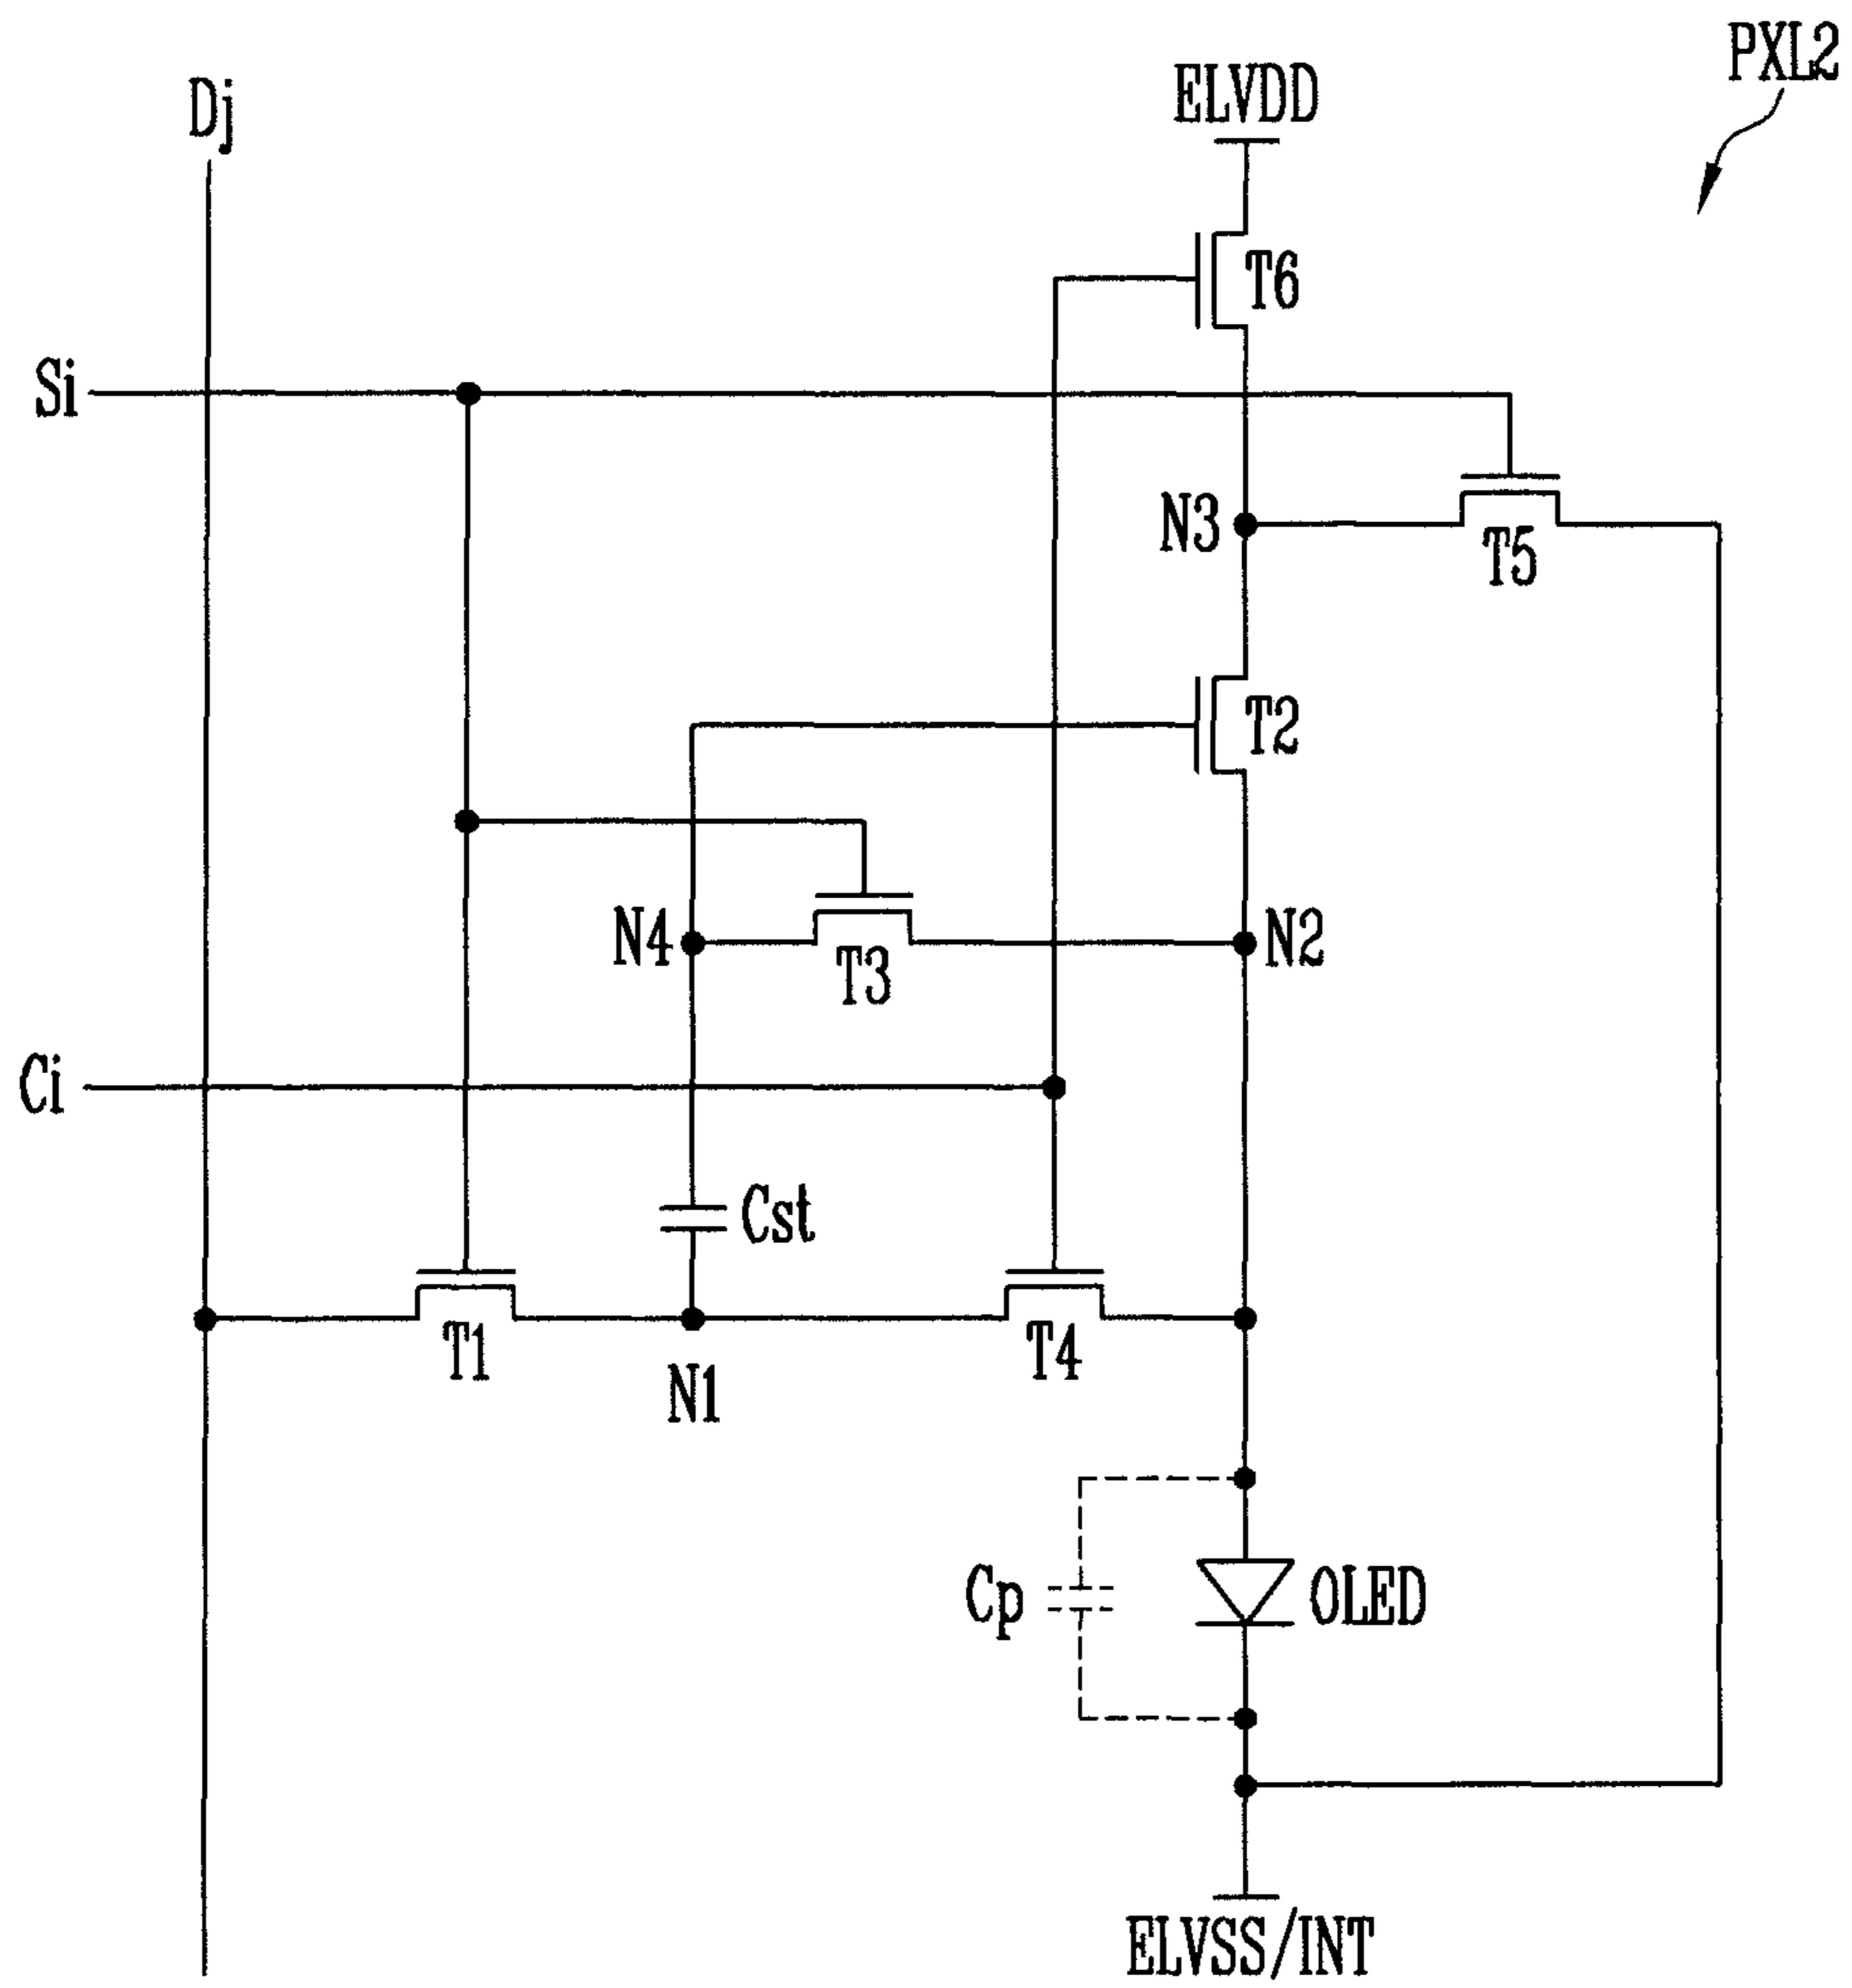 PXL2
ELVDD
Dj
T6
Si
N3
T5
T2
N4
N2
T3
Ci
Cst
T1
T4
N1
Cp
OLED
ELVSS/INT